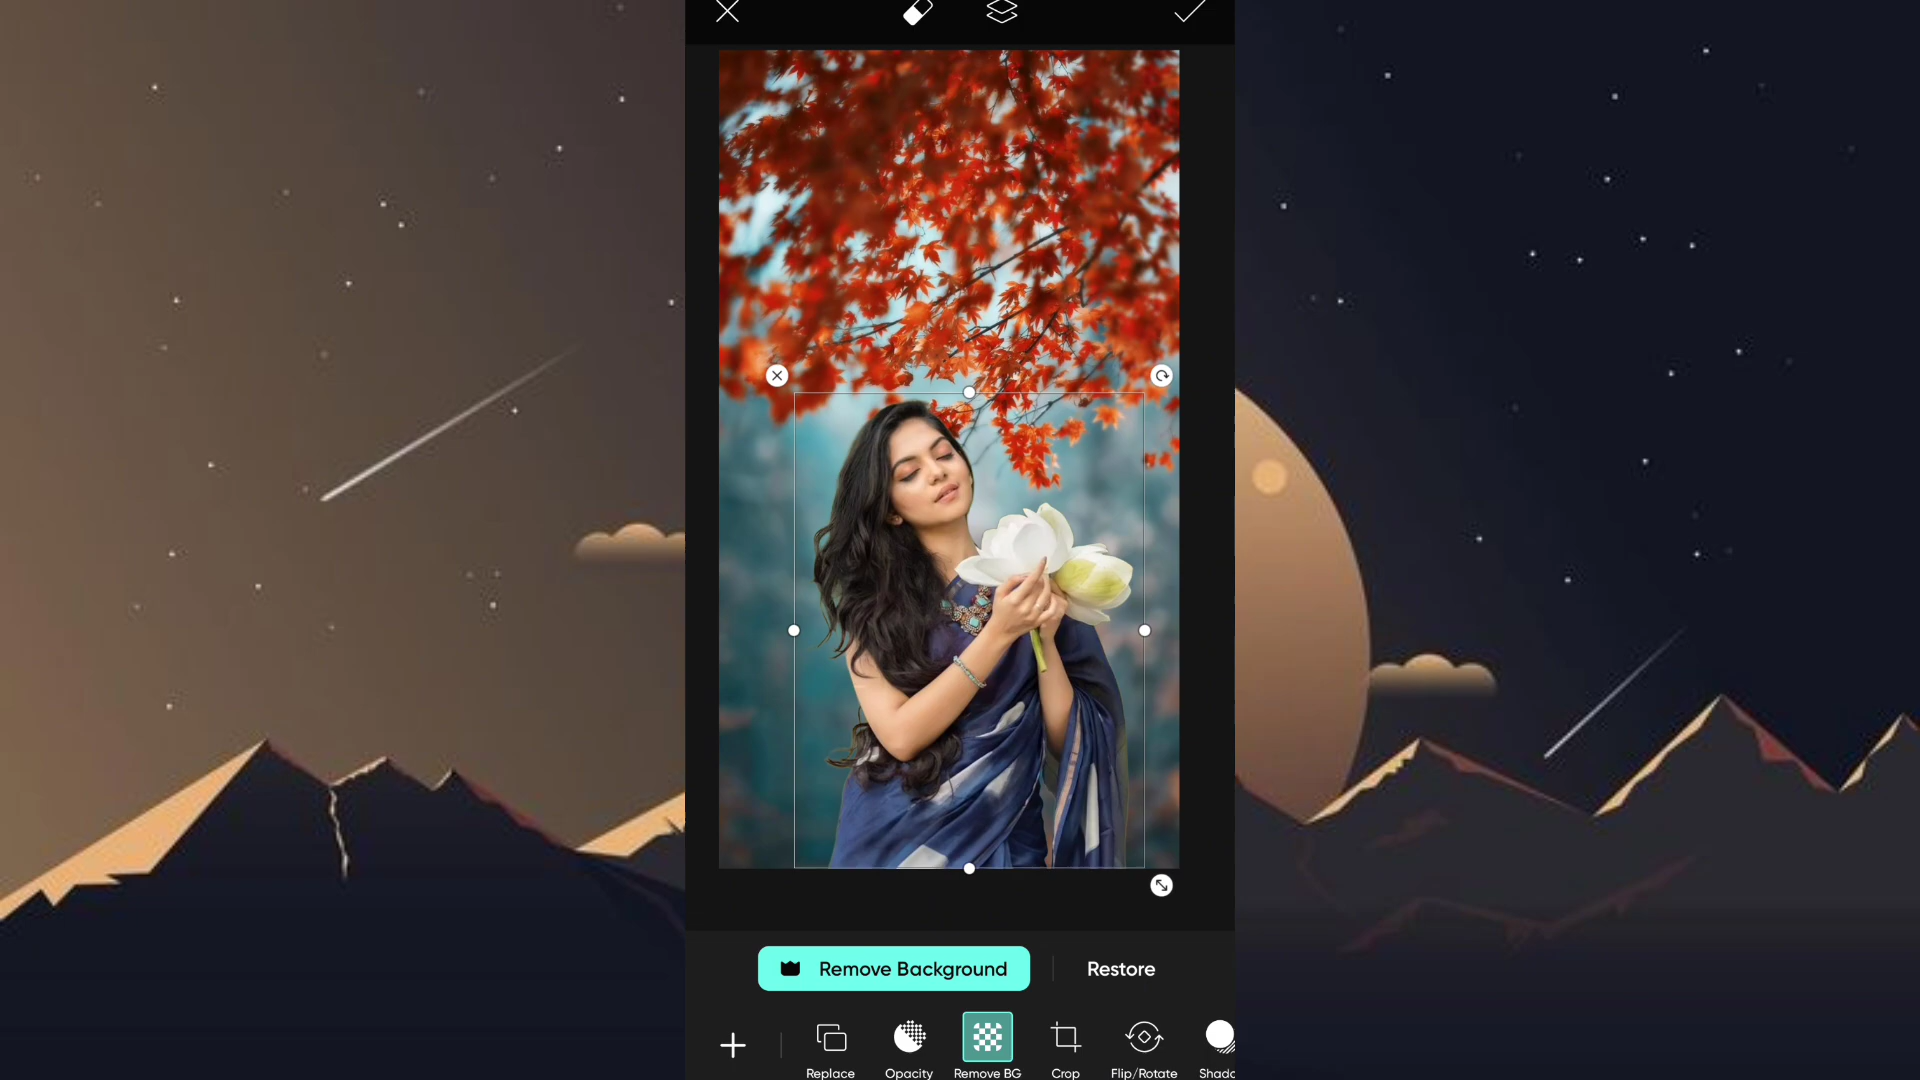 Remove Background
Restore
Replace
Opacity
Remove BG
Crop
Flip/Rotate